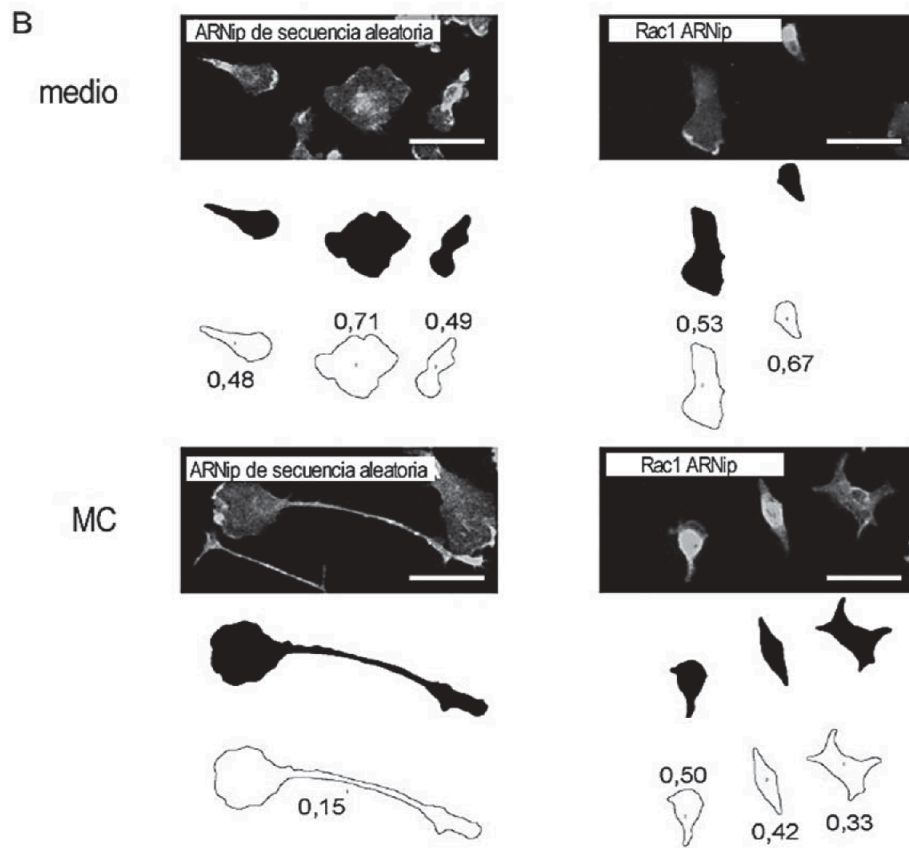 B
ARNip de secuencia aleatoria
Rac1 ARNip
medio
0,71
0,49
0,53
0,48
0,67
ARNip de secuencia aleatoria
Rac1 ARNip
MC
0,50
0,15
0,42
0,33